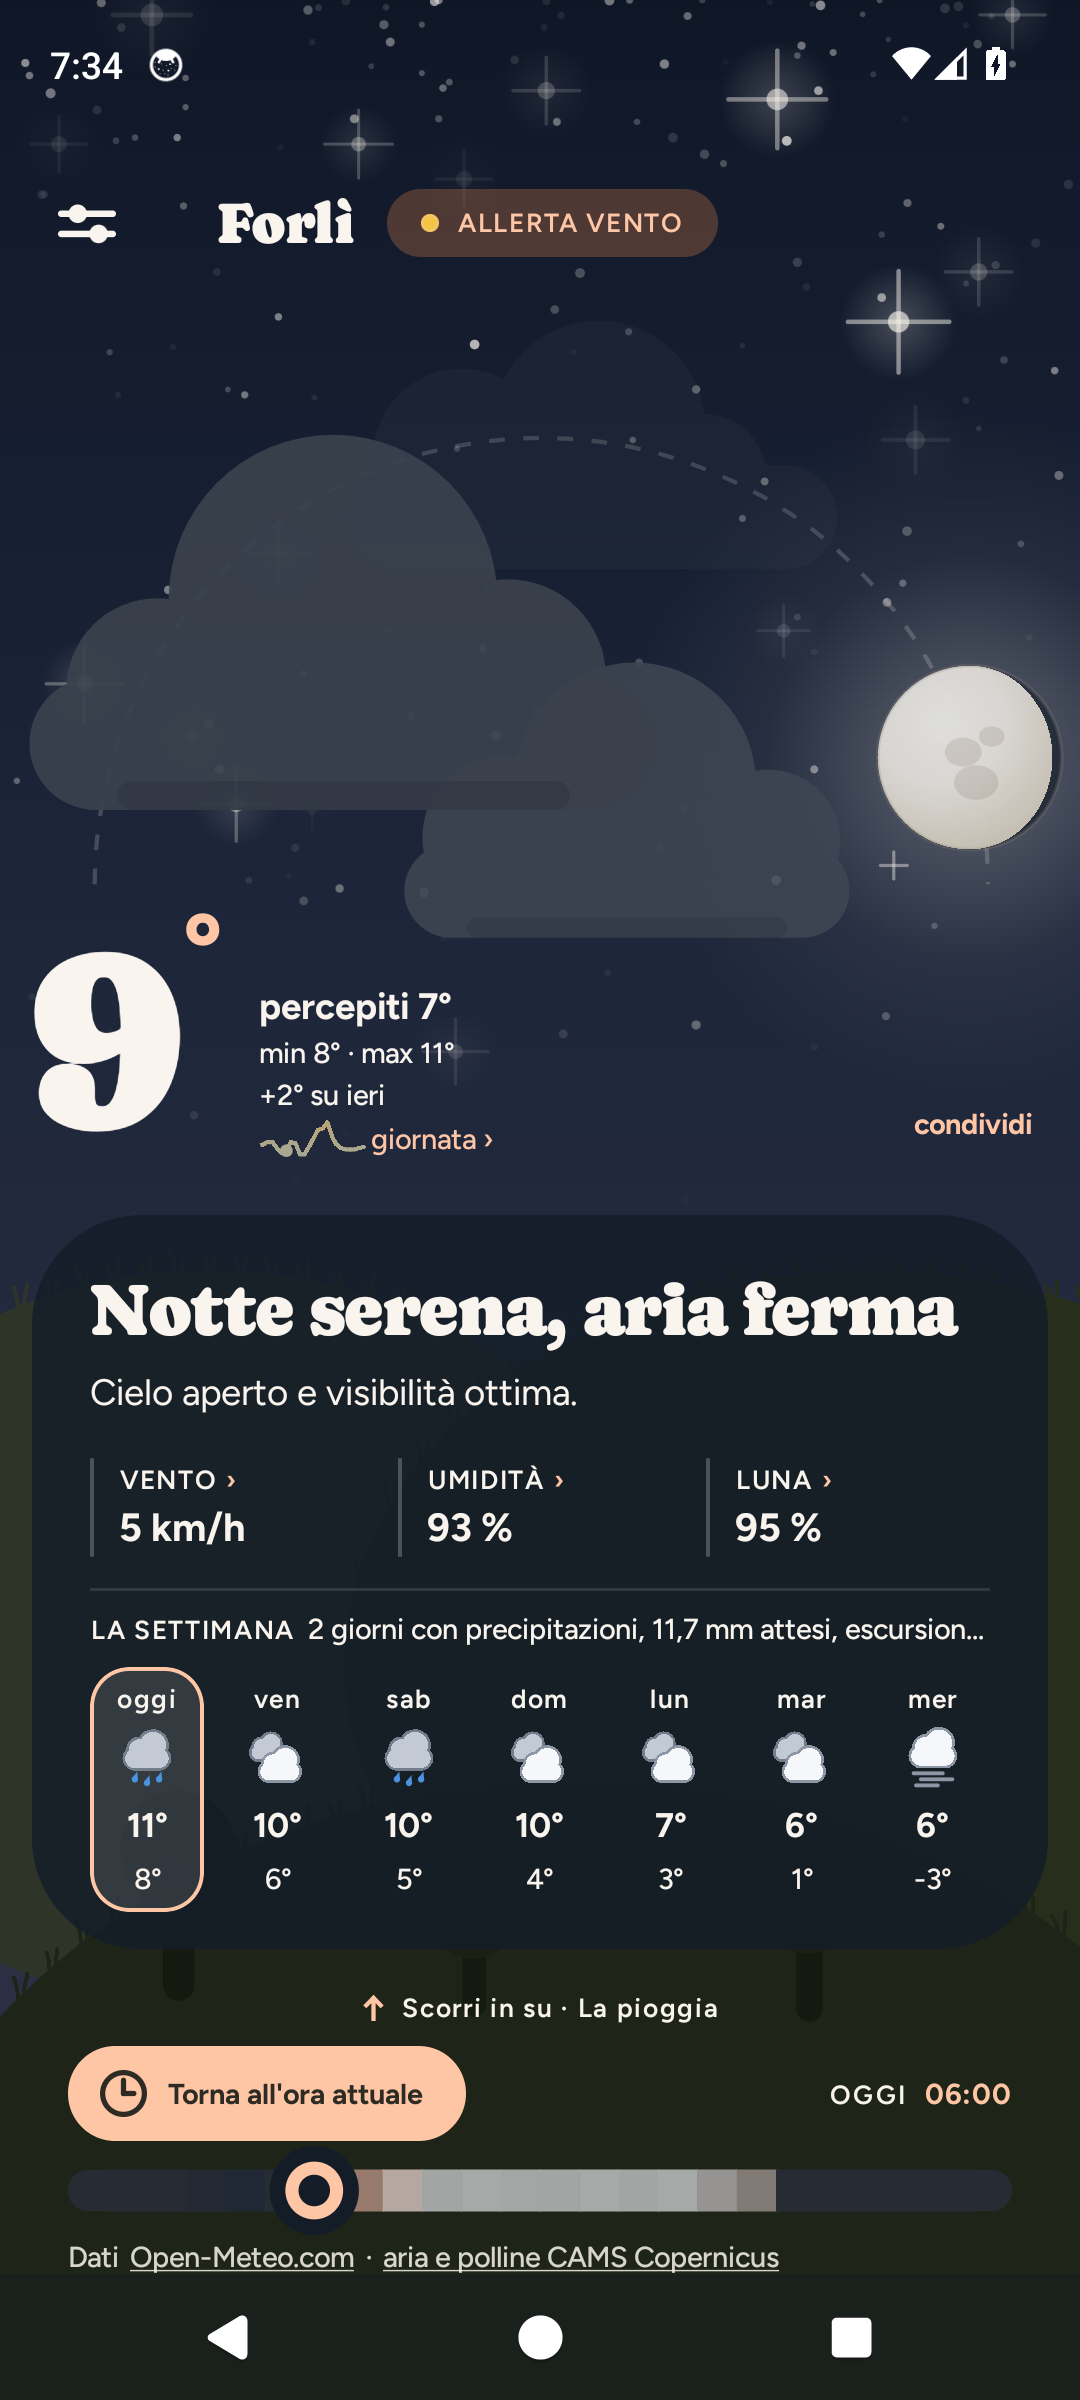 7:34
Forlì
ALLERTA VENTO
9°
percepiti 7°
min 8° · max 11°
+2° su ieri
giornata ›
condividi
Notte serena, aria ferma
Cielo aperto e visibilità ottima.
VENTO › UMIDITÀ › LUNA ›
5 km/h 93 % 95 %
LA SETTIMANA 2 giorni con precipitazioni, 11,7 mm attesi, escursion...
oggi ven sab dom lun mar mer
11° 10° 10° 10° 7° 6° 6°
8° 6° 5° 4° 3° 1° -3°
↑ Scorri in su · La pioggia
Torna all'ora attuale
OGGI 06:00
Dati Open-Meteo.com · aria e polline CAMS Copernicus